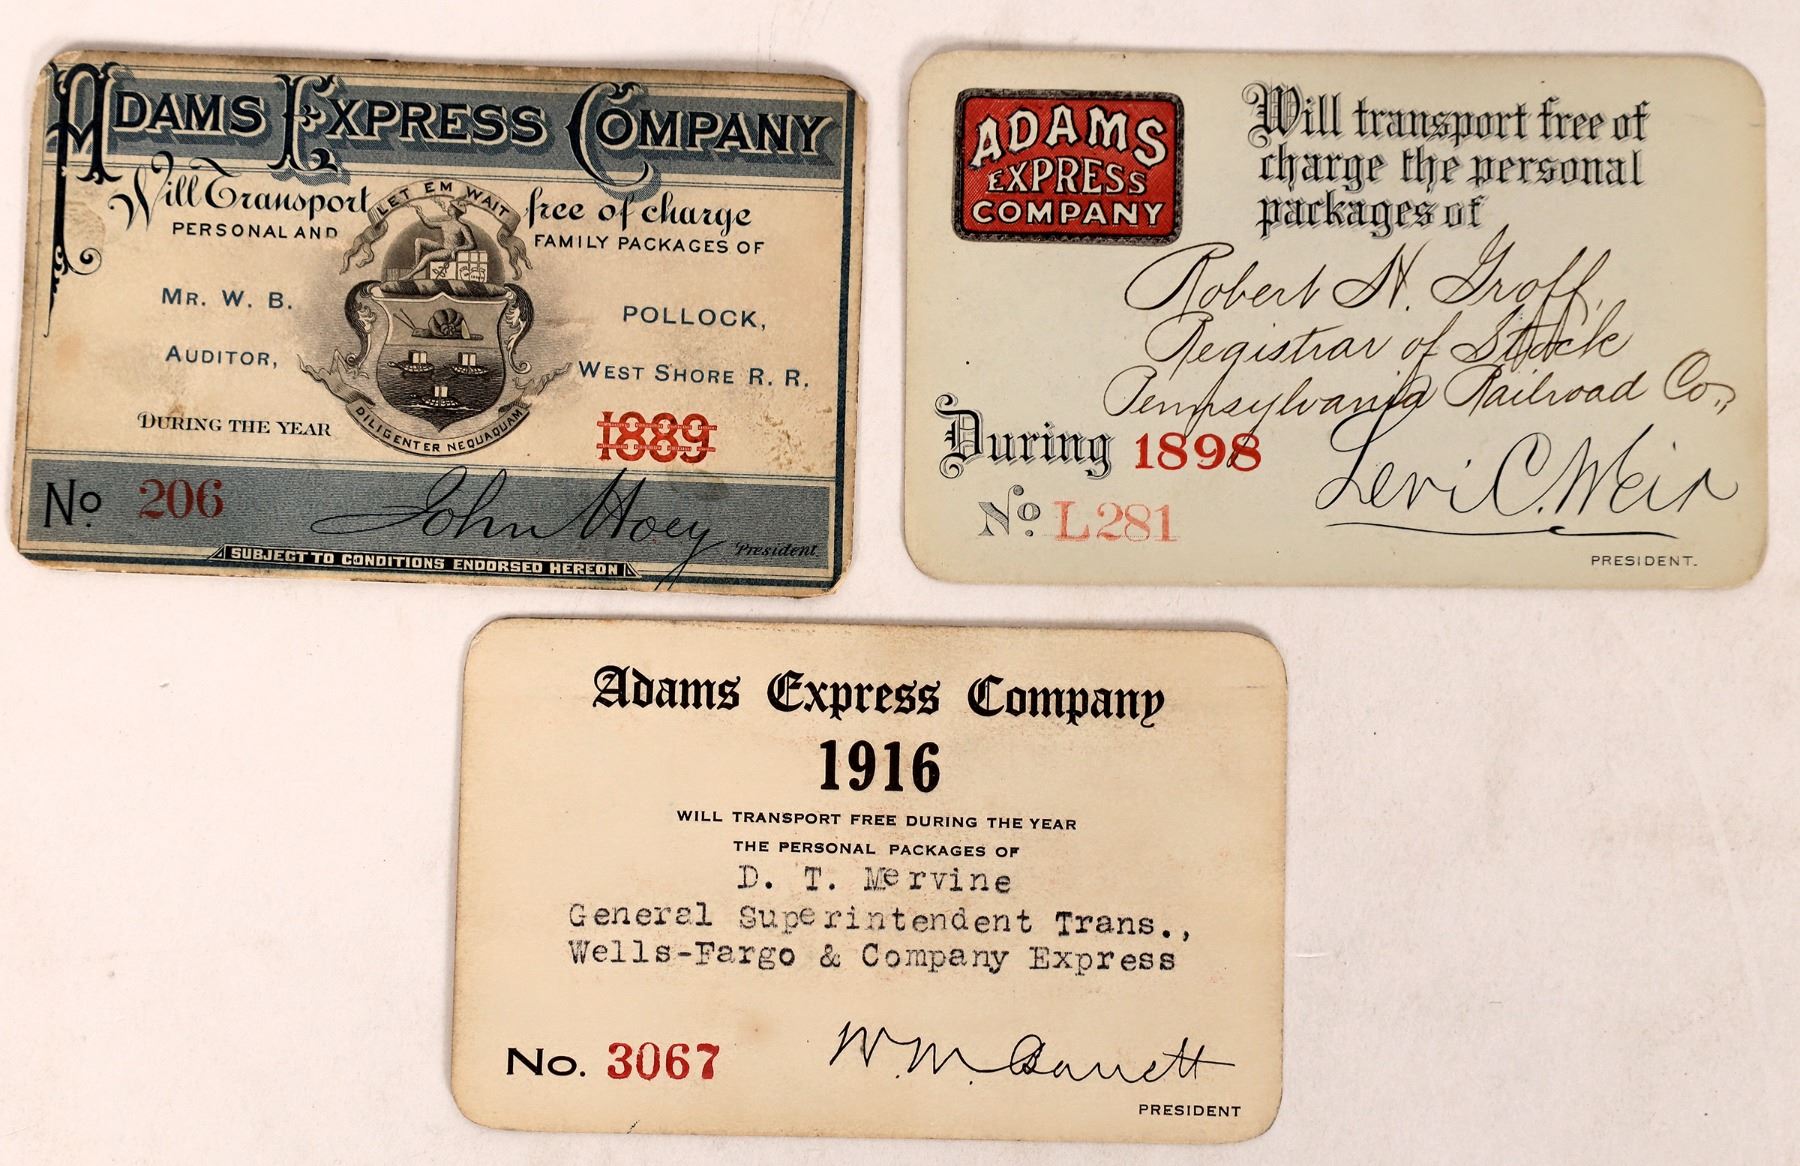 ADAMS EXPRESS COMPANY
Will Transport free of charge
PERSONAL AND FAMILY PACKAGES OF
LET EM WAIT
MR. W. B. POLLOCK,
AUDITOR, WEST SHORE R. R.
DURING THE YEAR 1889
DILIGENTER NEQUAQUAM
No. 206
John Hoey
President.
SUBJECT TO CONDITIONS ENDORSED HEREON
ADAMS
EXPRESS
COMPANY
Will transport free of
charge the personal
packages of
Robert H. Groff,
Registrar of Stock
Pennsylvania Railroad Co.,
During 1898
Levi C. Weir
No. L281
PRESIDENT.
Adams Express Company
1916
WILL TRANSPORT FREE DURING THE YEAR
THE PERSONAL PACKAGES OF
D. T. Mervine
General Superintendent Trans.,
Wells-Fargo & Company Express
No. 3067
W. M. Barrett
PRESIDENT